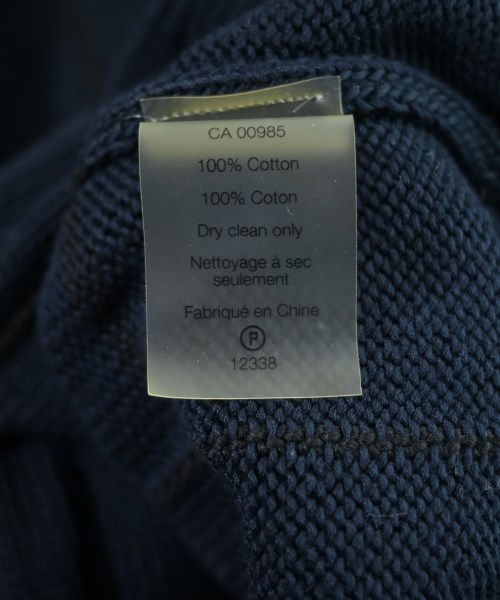 CA 00985
100% Cotton
100% Coton
Dry clean only
Nettoyage à sec
seulement
Fabriqué en Chine
P
12338